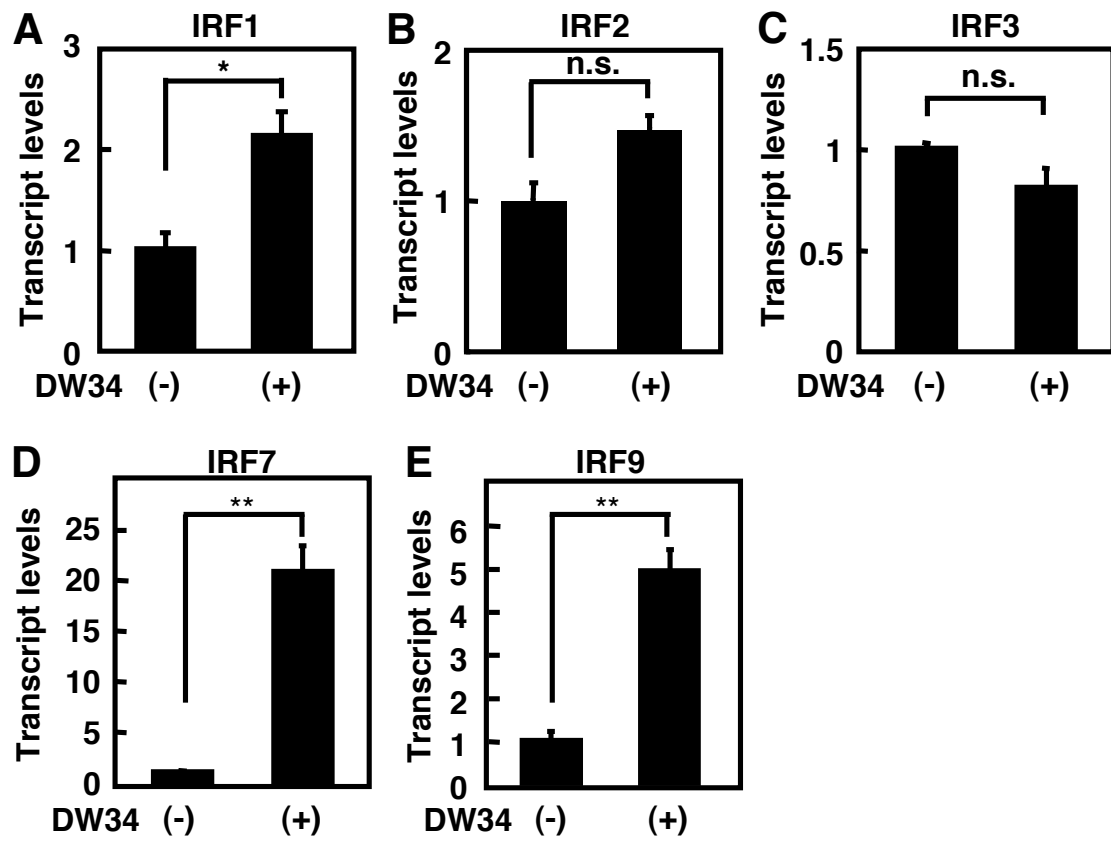 A IRF1
3
2
1
0
Transcript levels
*
DW34 (-) (+)
B IRF2
2
1
0
Transcript levels
n.s.
(-) (+)
C IRF3
1.5
1
0.5
0
Transcript levels
n.s.
DW34 (-) (+)
D IRF7
25
20
15
10
5
0
Transcript levels
**
DW34 (-) (+)
E IRF9
6
5
4
3
2
1
0
Transcript levels
**
DW34 (-) (+)